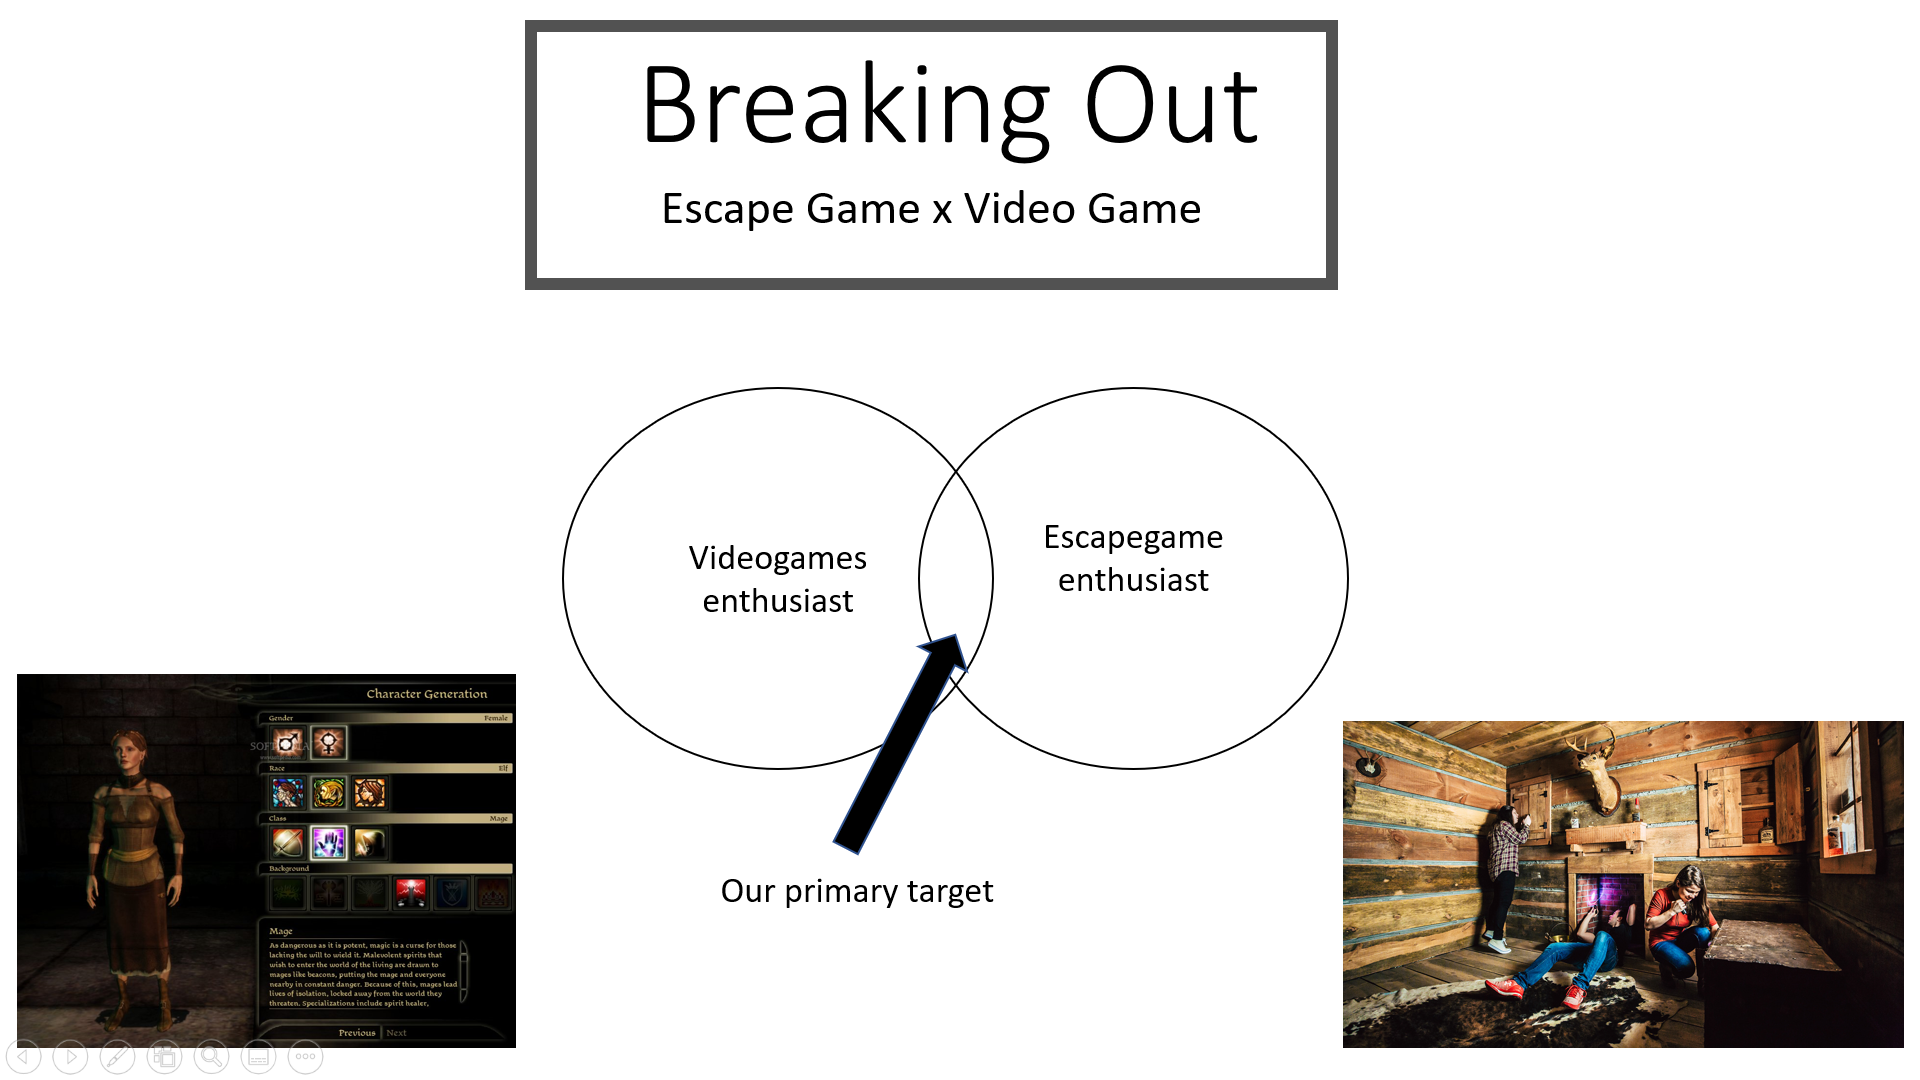 Breaking Out
Escape Game x Video Game
Videogames
enthusiast
Escapegame
enthusiast
Our primary target
Character Generation
Gender Female
Race Elf
Class Mage
Background
Mage
As dangerous as it is potent, magic is a curse for those
lacking the will to wield it. Malevolent spirits that
wish to enter the world of the living are drawn to
mages like beacons, putting the mage and everyone
nearby in constant danger. Because of this, mages lead
lives of isolation, locked away from the world they
threaten. Specializations include spirit healer,
Previous Next